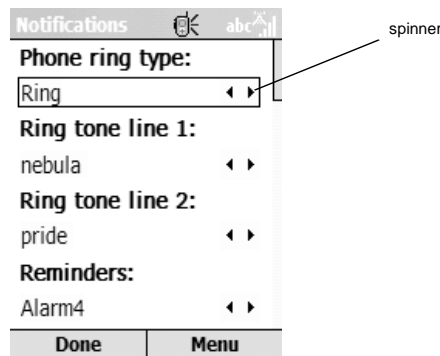 Notifications abc
spinner
Phone ring type:
Ring
Ring tone line 1:
nebula
Ring tone line 2:
pride
Reminders:
Alarm4
Done Menu